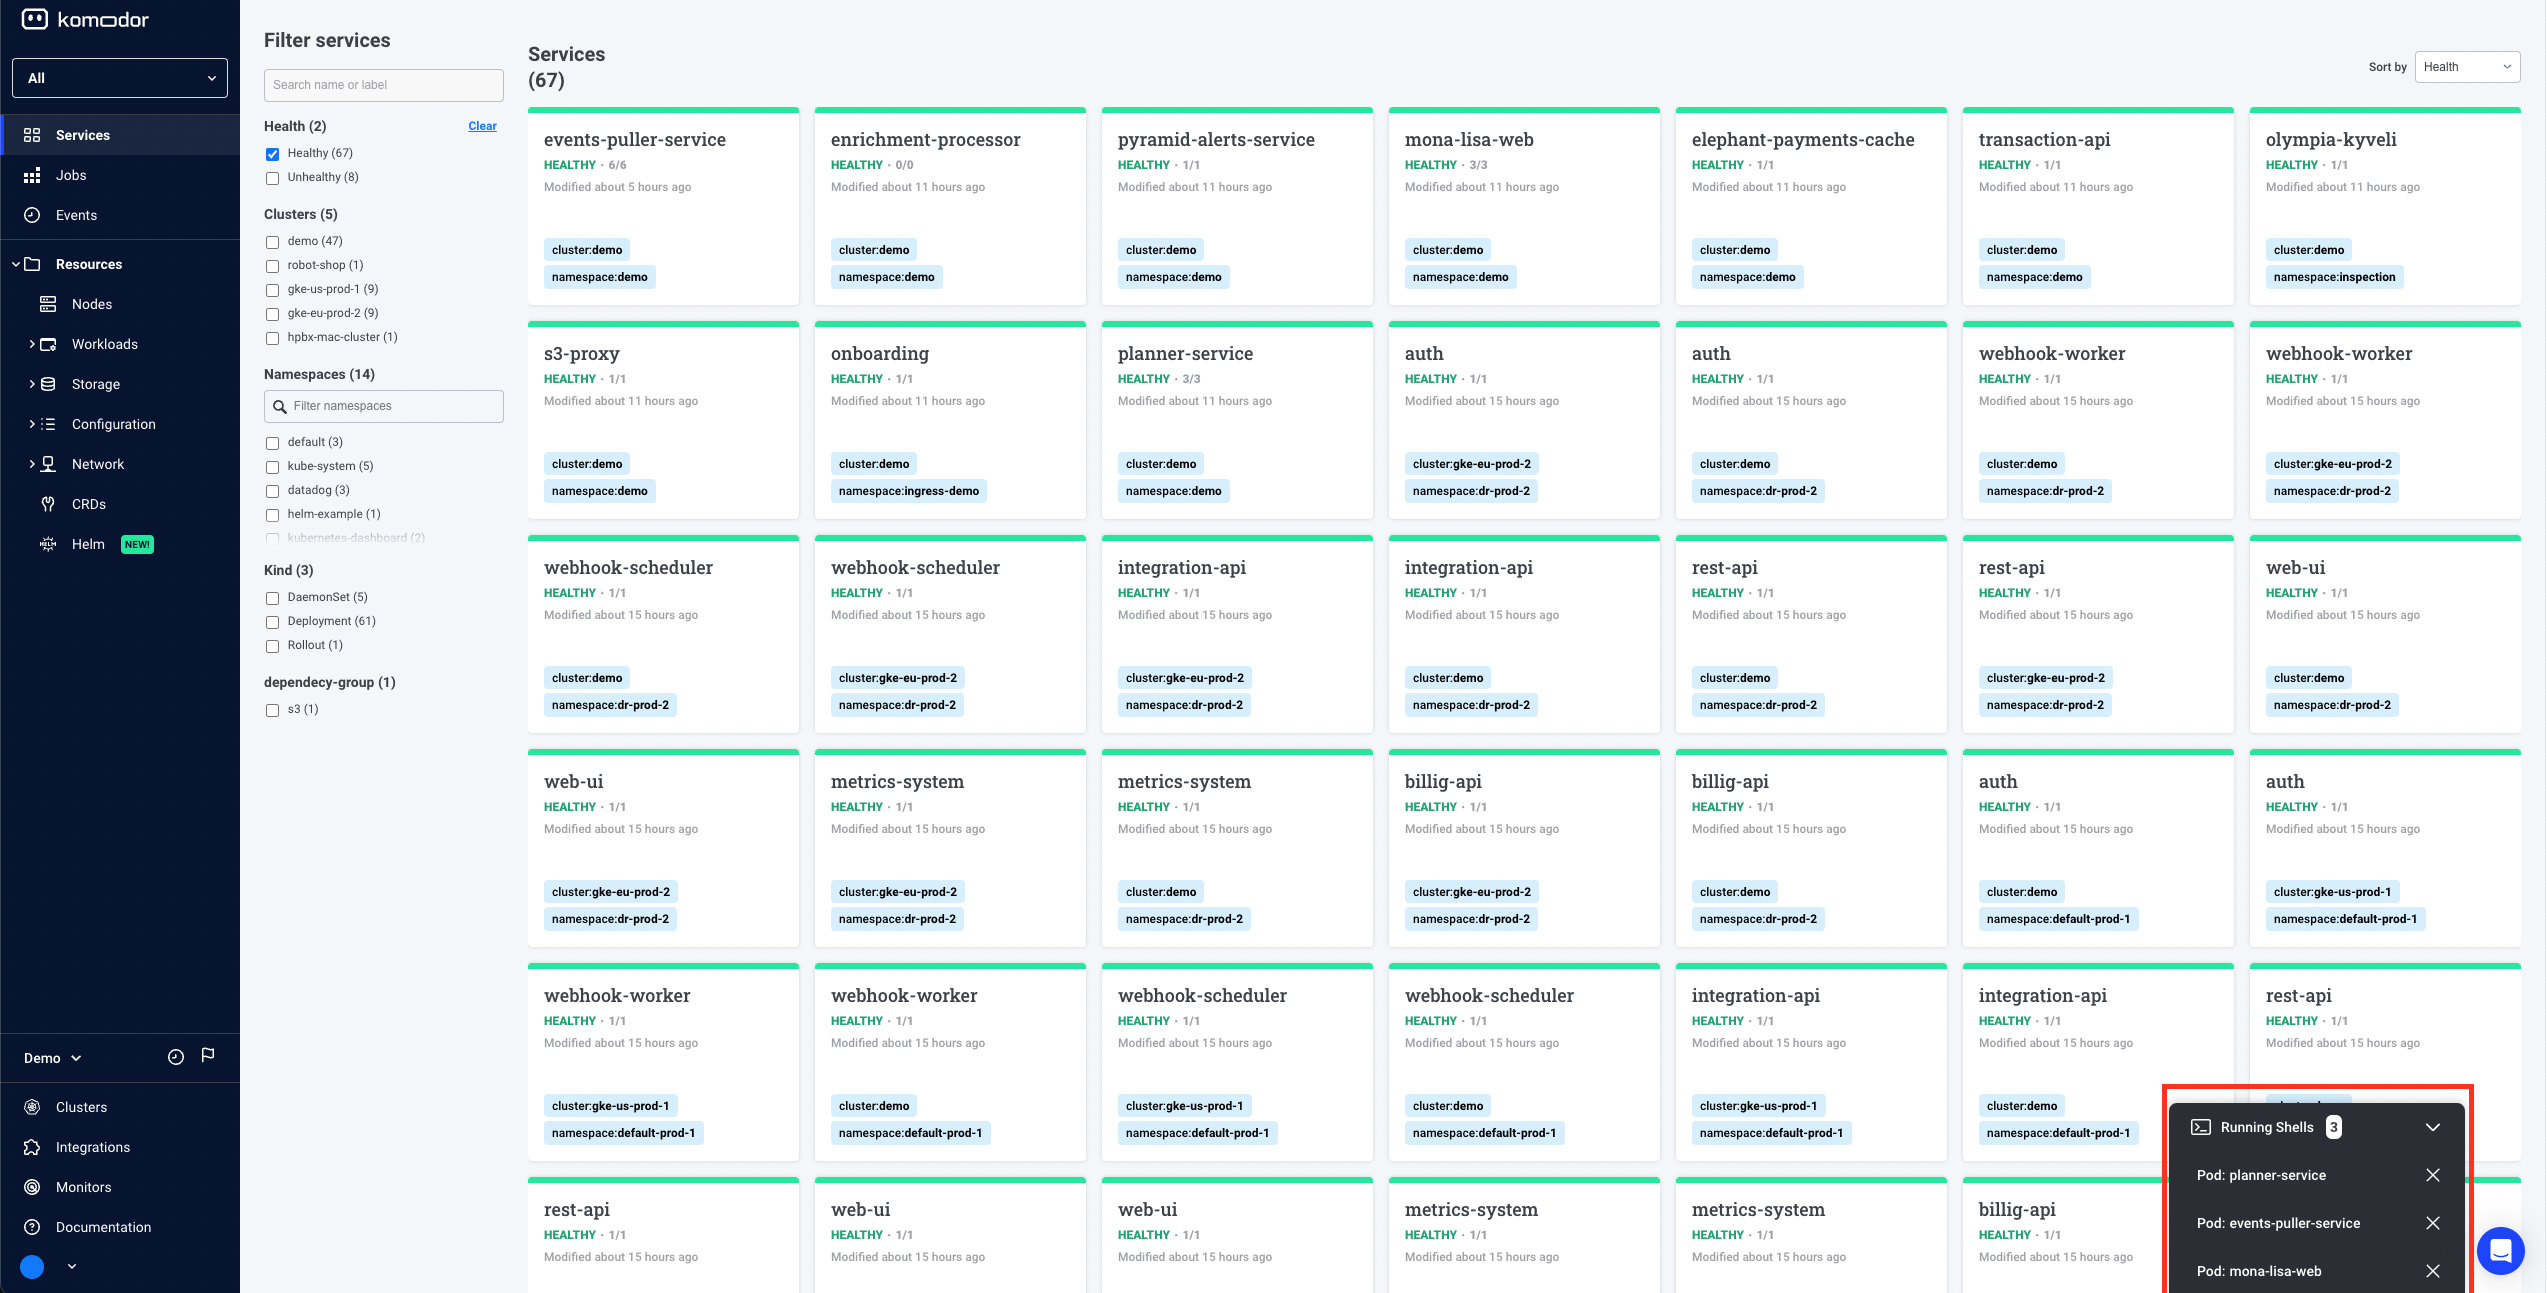 komodor
All
Services
Jobs
Events
Resources
Nodes
Workloads
Storage
Configuration
Network
CRDs
Helm NEW!
Demo
Clusters
Integrations
Monitors
Documentation
Filter services
Search name or label
Health (2) Clear
Healthy (67)
Unhealthy (8)
Clusters (5)
demo (47)
robot-shop (1)
gke-us-prod-1 (9)
gke-eu-prod-2 (9)
hpbx-mac-cluster (1)
Namespaces (14)
Filter namespaces
default (3)
kube-system (5)
datadog (3)
helm-example (1)
kubernetes-dashboard (2)
Kind (3)
DaemonSet (5)
Deployment (61)
Rollout (1)
dependecy-group (1)
s3 (1)
Services
(67)
Sort by Health
events-puller-service
HEALTHY · 6/6
Modified about 5 hours ago
cluster:demo
namespace:demo
enrichment-processor
HEALTHY · 0/0
Modified about 11 hours ago
cluster:demo
namespace:demo
pyramid-alerts-service
HEALTHY · 1/1
Modified about 11 hours ago
cluster:demo
namespace:demo
mona-lisa-web
HEALTHY · 3/3
Modified about 11 hours ago
cluster:demo
namespace:demo
elephant-payments-cache
HEALTHY · 1/1
Modified about 11 hours ago
cluster:demo
namespace:demo
transaction-api
HEALTHY · 1/1
Modified about 11 hours ago
cluster:demo
namespace:demo
olympia-kyveli
HEALTHY · 1/1
Modified about 11 hours ago
cluster:demo
namespace:inspection
s3-proxy
HEALTHY · 1/1
Modified about 11 hours ago
cluster:demo
namespace:demo
onboarding
HEALTHY · 1/1
Modified about 11 hours ago
cluster:demo
namespace:ingress-demo
planner-service
HEALTHY · 3/3
Modified about 11 hours ago
cluster:demo
namespace:demo
auth
HEALTHY · 1/1
Modified about 15 hours ago
cluster:gke-eu-prod-2
namespace:dr-prod-2
auth
HEALTHY · 1/1
Modified about 15 hours ago
cluster:demo
namespace:dr-prod-2
webhook-worker
HEALTHY · 1/1
Modified about 15 hours ago
cluster:demo
namespace:dr-prod-2
webhook-worker
HEALTHY · 1/1
Modified about 15 hours ago
cluster:gke-eu-prod-2
namespace:dr-prod-2
webhook-scheduler
HEALTHY · 1/1
Modified about 15 hours ago
cluster:demo
namespace:dr-prod-2
webhook-scheduler
HEALTHY · 1/1
Modified about 15 hours ago
cluster:gke-eu-prod-2
namespace:dr-prod-2
integration-api
HEALTHY · 1/1
Modified about 15 hours ago
cluster:gke-eu-prod-2
namespace:dr-prod-2
integration-api
HEALTHY · 1/1
Modified about 15 hours ago
cluster:demo
namespace:dr-prod-2
rest-api
HEALTHY · 1/1
Modified about 15 hours ago
cluster:demo
namespace:dr-prod-2
rest-api
HEALTHY · 1/1
Modified about 15 hours ago
cluster:gke-eu-prod-2
namespace:dr-prod-2
web-ui
HEALTHY · 1/1
Modified about 15 hours ago
cluster:demo
namespace:dr-prod-2
web-ui
HEALTHY · 1/1
Modified about 15 hours ago
cluster:gke-eu-prod-2
namespace:dr-prod-2
metrics-system
HEALTHY · 1/1
Modified about 15 hours ago
cluster:gke-eu-prod-2
namespace:dr-prod-2
metrics-system
HEALTHY · 1/1
Modified about 15 hours ago
cluster:demo
namespace:dr-prod-2
billig-api
HEALTHY · 1/1
Modified about 15 hours ago
cluster:gke-eu-prod-2
namespace:dr-prod-2
billig-api
HEALTHY · 1/1
Modified about 15 hours ago
cluster:demo
namespace:dr-prod-2
auth
HEALTHY · 1/1
Modified about 15 hours ago
cluster:demo
namespace:default-prod-1
auth
HEALTHY · 1/1
Modified about 15 hours ago
cluster:gke-us-prod-1
namespace:default-prod-1
webhook-worker
HEALTHY · 1/1
Modified about 15 hours ago
cluster:gke-us-prod-1
namespace:default-prod-1
webhook-worker
HEALTHY · 1/1
Modified about 15 hours ago
cluster:demo
namespace:default-prod-1
webhook-scheduler
HEALTHY · 1/1
Modified about 15 hours ago
cluster:gke-us-prod-1
namespace:default-prod-1
webhook-scheduler
HEALTHY · 1/1
Modified about 15 hours ago
cluster:demo
namespace:default-prod-1
integration-api
HEALTHY · 1/1
Modified about 15 hours ago
cluster:gke-us-prod-1
namespace:default-prod-1
integration-api
HEALTHY · 1/1
Modified about 15 hours ago
cluster:demo
namespace:default-prod-1
rest-api
HEALTHY · 1/1
Modified about 15 hours ago
rest-api
HEALTHY · 1/1
Modified about 15 hours ago
web-ui
HEALTHY · 1/1
Modified about 15 hours ago
web-ui
HEALTHY · 1/1
Modified about 15 hours ago
metrics-system
HEALTHY · 1/1
Modified about 15 hours ago
metrics-system
HEALTHY · 1/1
Modified about 15 hours ago
billig-api
HEALTHY · 1/1
Modified about 15 hours ago
Running Shells 3
Pod: planner-service
Pod: events-puller-service
Pod: mona-lisa-web